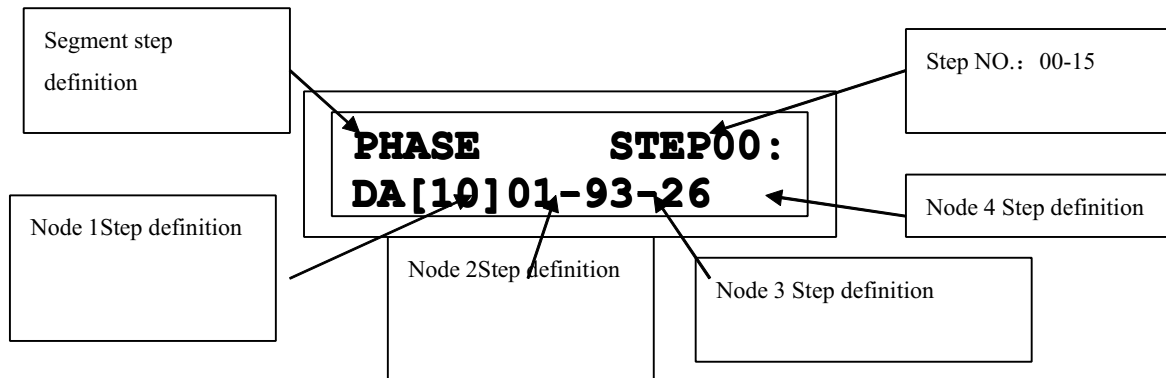 Segment step
definition
Step NO.：00-15
PHASE STEP00:
DA[10]01-93-26
Node 1Step definition
Node 2Step definition
Node 3 Step definition
Node 4 Step definition